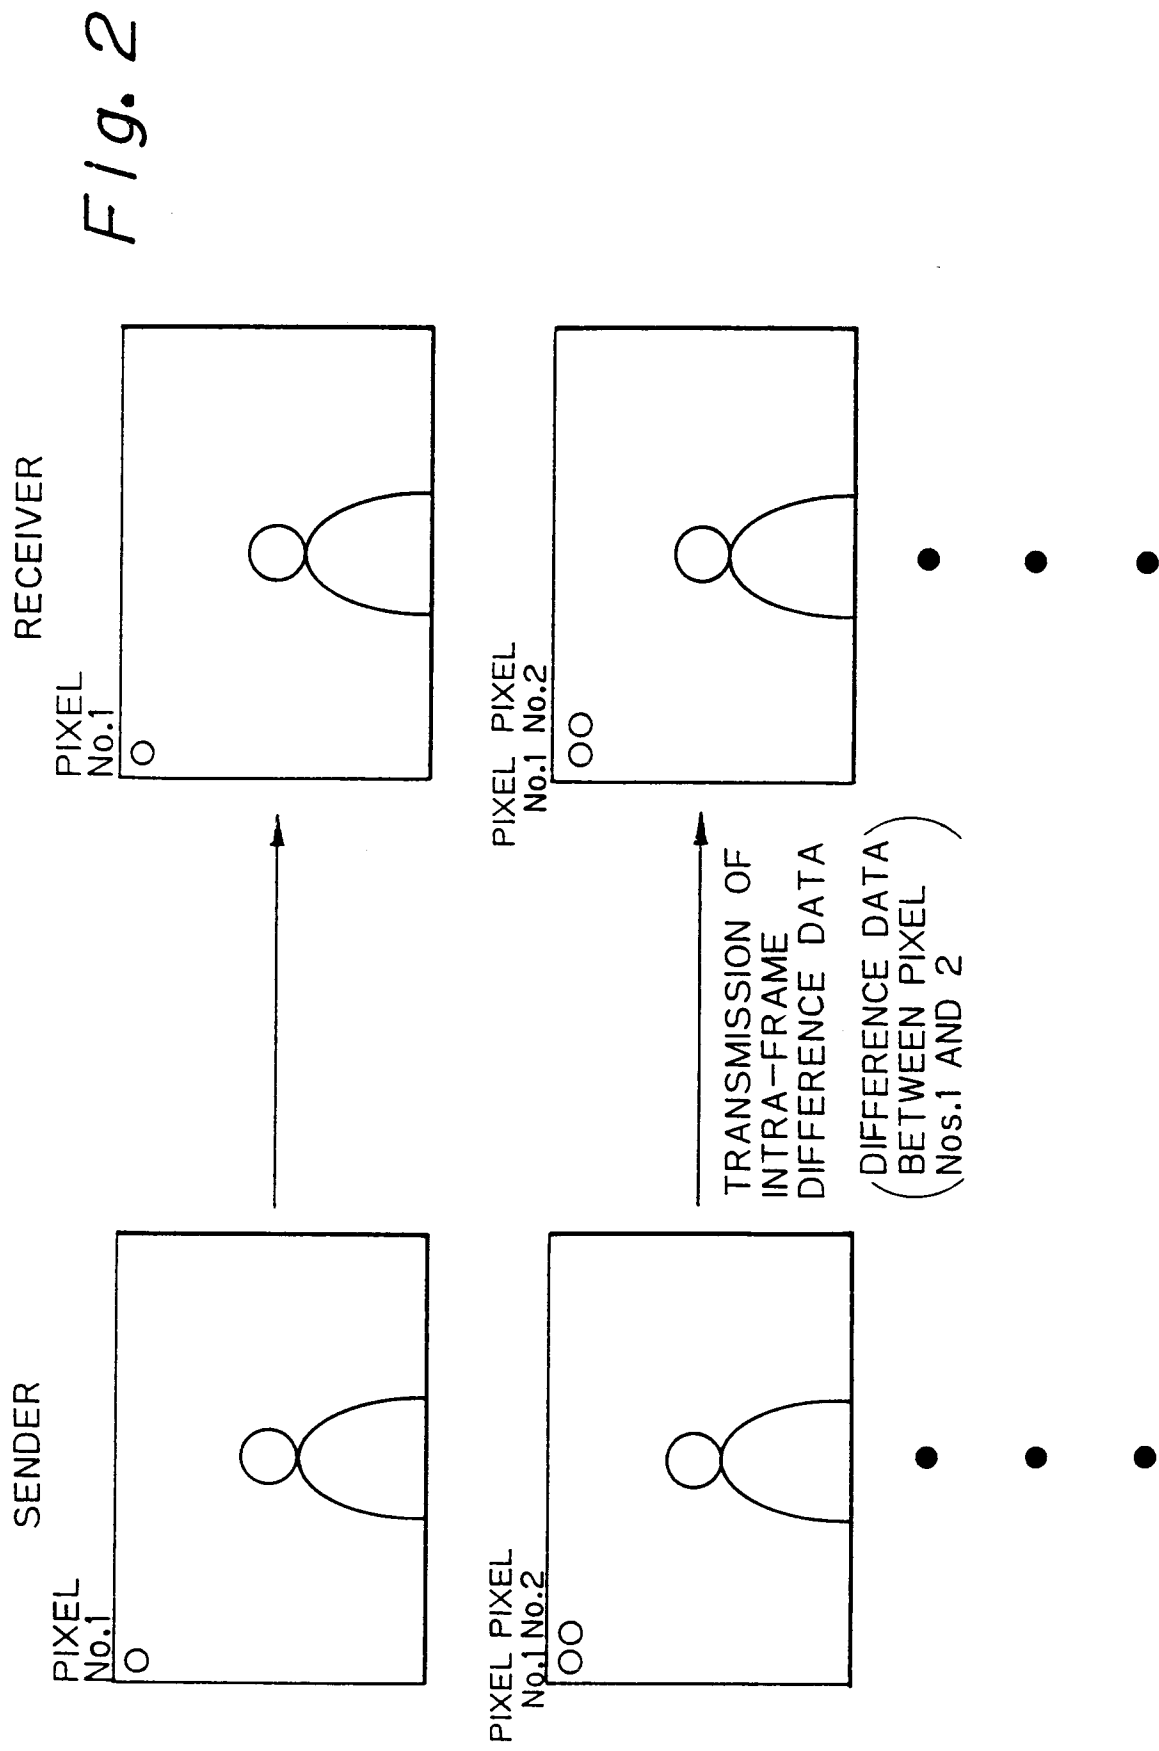 Fig. 2
SENDER
RECEIVER
PIXEL
No.1
PIXEL
No.1
PIXEL PIXEL
No.1 No.2
TRANSMISSION OF
INTRA-FRAME
DIFFERENCE DATA
(DIFFERENCE DATA
BETWEEN PIXEL
Nos.1 AND 2)
PIXEL PIXEL
No.1 No.2